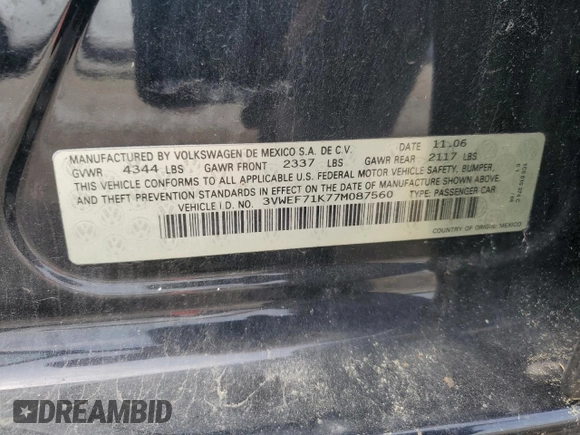 MANUFACTURED BY VOLKSWAGEN DE MEXICO S.A. DE C.V. DATE 11.06
GVWR 4344 LBS GAWR FRONT 2337 LBS GAWR REAR 2117 LBS
THIS VEHICLE CONFORMS TO ALL APPLICABLE U.S. FEDERAL MOTOR VEHICLE SAFETY, BUMPER,
AND THEFT PREVENTION STANDARDS IN EFFECT ON THE DATE OF MANUFACTURE SHOWN ABOVE.
VEHICLE I.D. NO. 3VWEF71K77M087560 TYPE: PASSENGER CAR
COUNTRY OF ORIGIN: MEXICO
DREAMBID